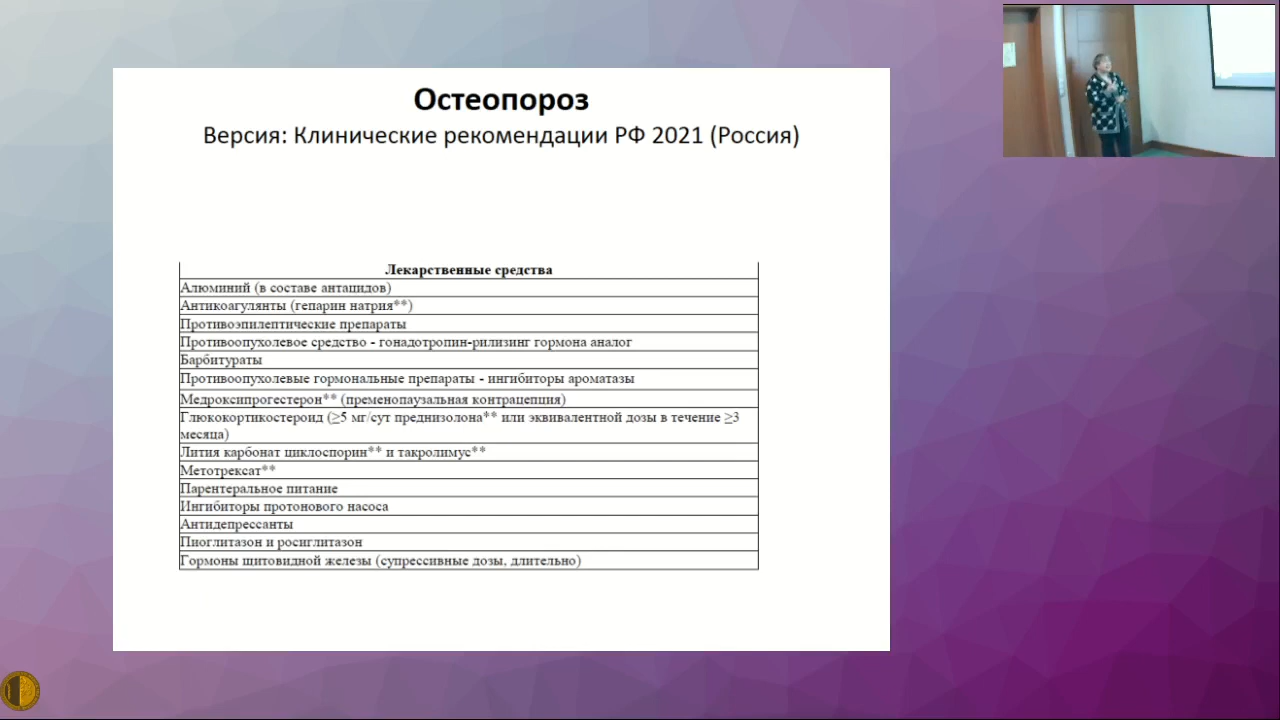 Остеопороз
Версия: Клинические рекомендации РФ 2021 (Россия)
Лекарственные средства
Алюминий (в составе антацидов)
Антикоагулянты (гепарин натрия**)
Противоэпилептические препараты
Противоопухолевое средство - гонадотропин-рилизинг гормона аналог
Барбитураты
Противоопухолевые гормональные препараты - ингибиторы ароматазы
Медроксипрогестерон** (пременопаузальная контрацепция)
Глюкокортикостероид (≥5 мг/сут преднизолона** или эквивалентной дозы в течение ≥3
месяца)
Лития карбонат циклоспорин** и такролимус**
Метотрексат**
Парентеральное питание
Ингибиторы протонового насоса
Антидепрессанты
Пиоглитазон и росиглитазон
Гормоны щитовидной железы (супрессивные дозы, длительно)